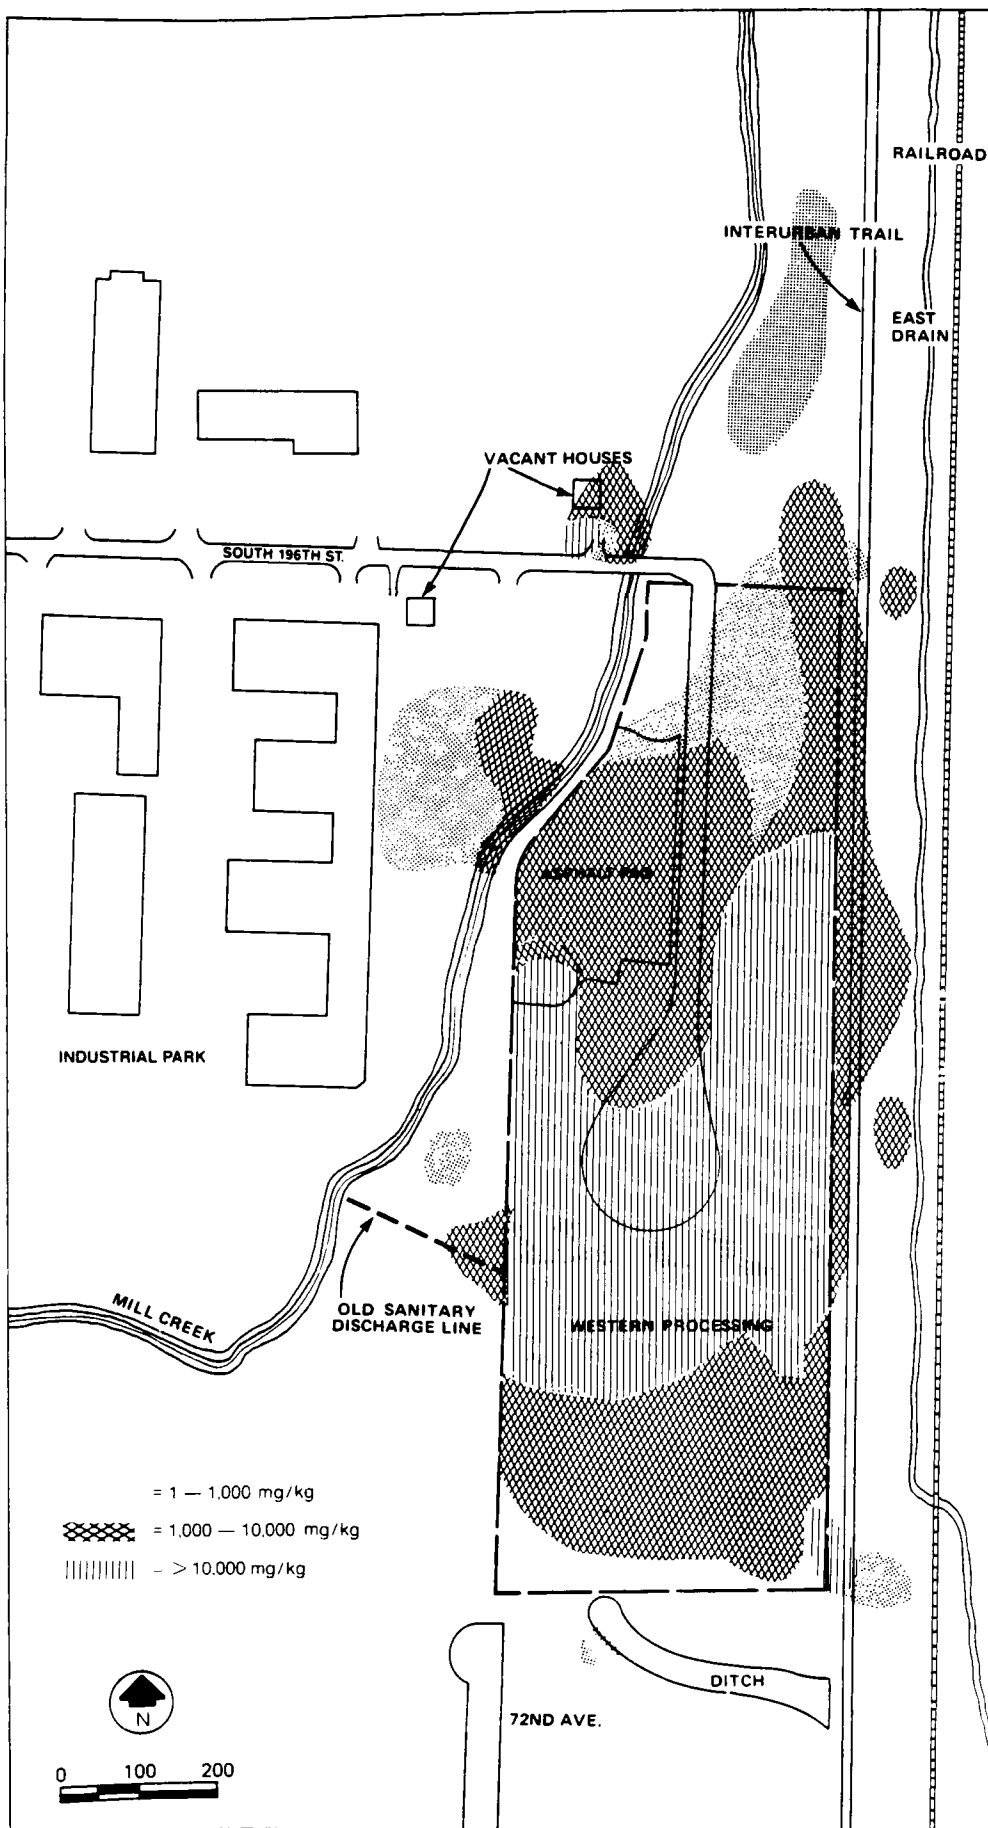 RAILROAD
INTERURBAN TRAIL
EAST
DRAIN
VACANT HOUSES
SOUTH 196TH ST.
ASPHALT PAD
INDUSTRIAL PARK
MILL CREEK
OLD SANITARY
DISCHARGE LINE
WESTERN PROCESSING
= 1 — 1,000 mg/kg
= 1,000 — 10,000 mg/kg
– > 10.000 mg/kg
DITCH
72ND AVE.
N
0 100 200